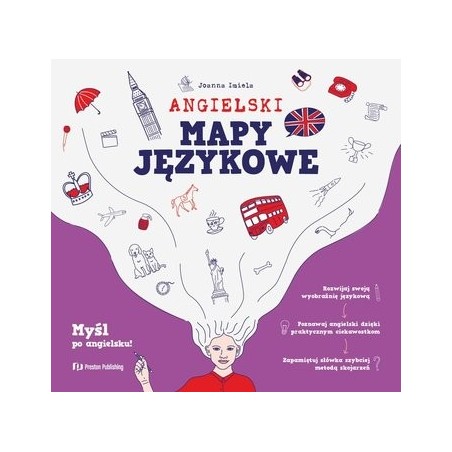 Joanna Imiela
ANGIELSKI
MAPY
JĘZYKOWE
Rozwijaj swoją
wyobraźnię językową
Poznawaj angielski dzięki
praktycznym ciekawostkom
Zapamiętuj słówka szybciej
metodą skojarzeń
Myśl
po angielsku!
Preston Publishing